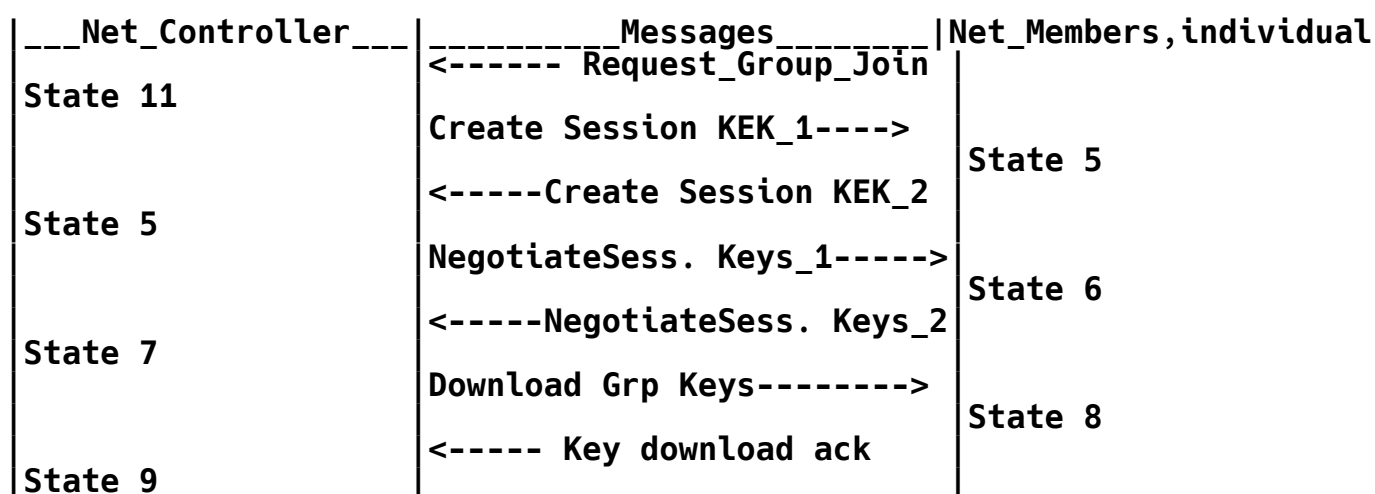 |___Net_Controller___|__________Messages________|Net_Members,individual
|<------ Request_Group_Join |
|State 11
|Create Session KEK_1---->
|State 5
|<-----Create Session KEK_2
|State 5
|NegotiateSess. Keys_1----->|
|State 6
|<-----NegotiateSess. Keys_2|
|State 7
|Download Grp Keys-------->
|State 8
|<----- Key download ack
|State 9